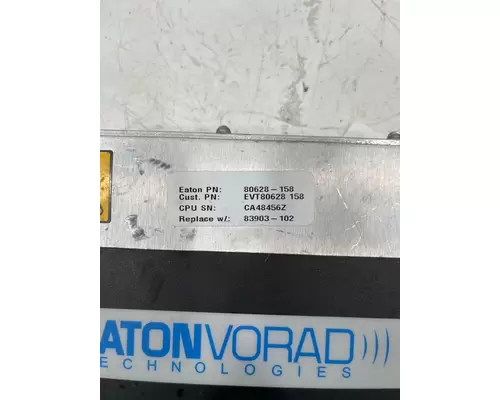 Eaton PN: 80628-158
Cust. PN: EVT80628 158
CPU SN: CA48456Z
Replace w/: 83903-102
ATONVORAD
ECHNOLOGIES